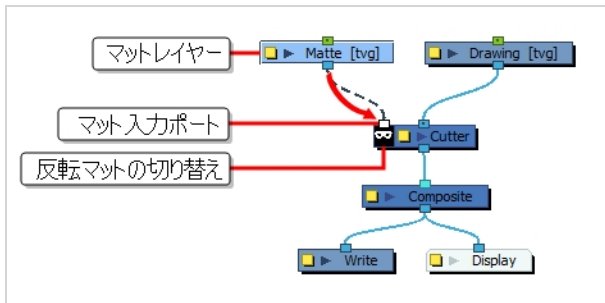 マットレイヤー
Matte [tvg]
Drawing [tvg]
マット入力ポート
Cutter
反転マットの切り替え
Composite
Write
Display